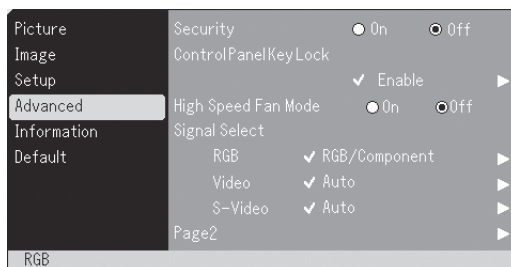 Picture
Image
Setup
Advanced
Information
Default
Security On Off
ControlPanelKeyLock
Enable
High Speed Fan Mode On Off
Signal Select
RGB RGB/Component
Video Auto
S-Video Auto
Page2
RGB